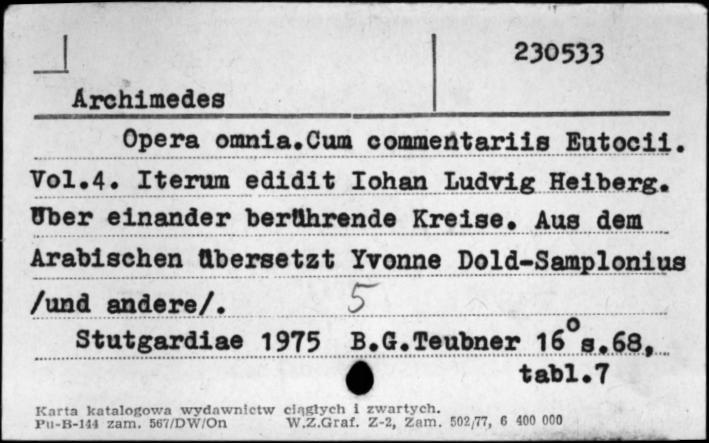 230533
Archimedes
Opera omnia.Cum commentariis Eutocii.
Vol.4. Iterum edidit Iohan Ludvig Heiberg.
Über einander berührende Kreise. Aus dem
Arabischen übersetzt Yvonne Dold-Samplonius
/und andere/. 5
Stutgardiae 1975 B.G.Teubner 16° s.68,
tabl.7
Karta katalogowa wydawnictw ciągłych i zwartych.
Pu-B-144 zam. 567/DW/On W.Z.Graf. Z-2, Zam. 502/77, 6 400 000